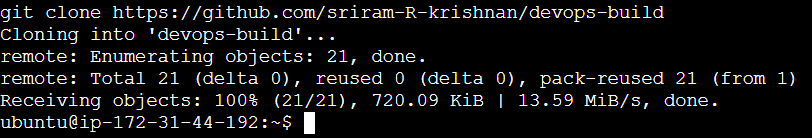 git clone https://github.com/sriram-R-krishnan/devops-build
Cloning into 'devops-build'...
remote: Enumerating objects: 21, done.
remote: Total 21 (delta 0), reused 0 (delta 0), pack-reused 21 (from 1)
Receiving objects: 100% (21/21), 720.09 KiB | 13.59 MiB/s, done.
ubuntu@ip-172-31-44-192:~$